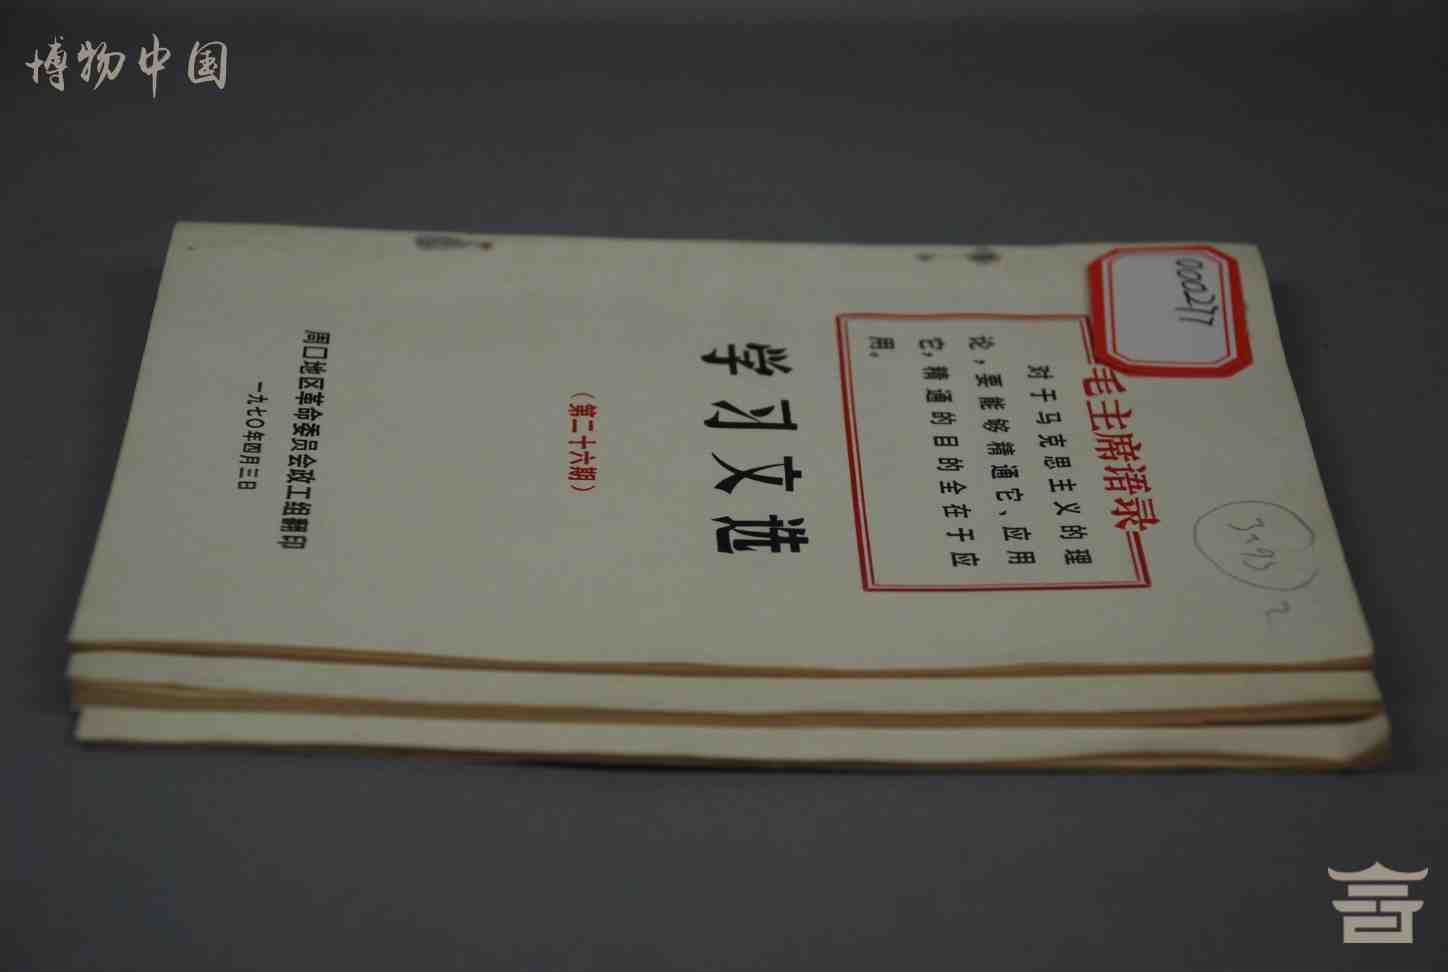 博物中国
000277
毛主席语录
对于马克思主义的理
论，要能够精通它、应用
它，精通的目的全在于应
用。
学习文选
（第二十六期）
周口地区革命委员会政工组翻印
一九七〇年四月三日